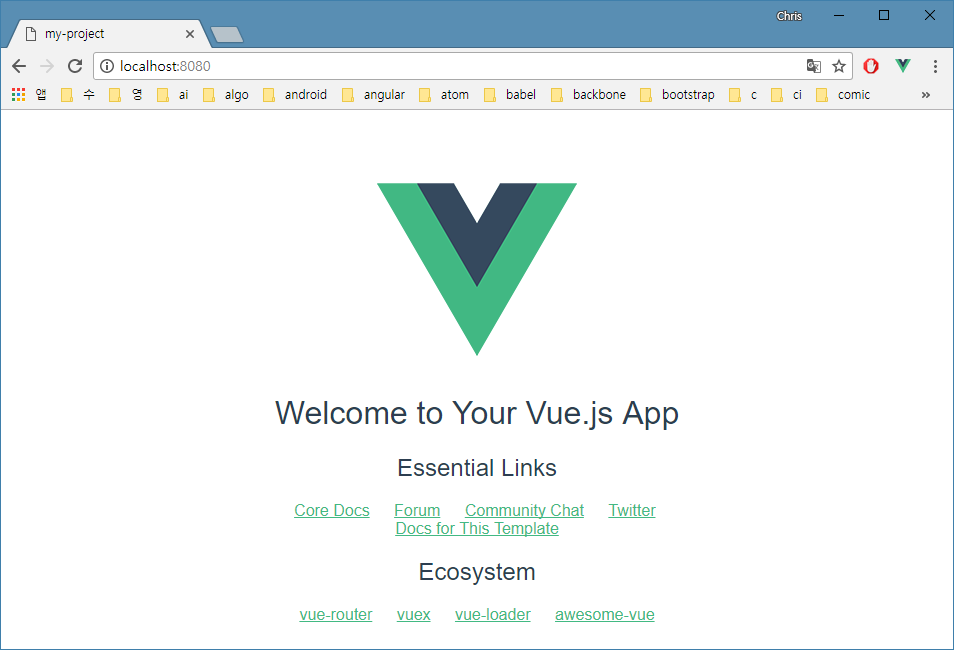 Chris
my-project
localhost:8080
앱 수 영 ai algo android angular atom babel backbone bootstrap c ci comic »
Welcome to Your Vue.js App
Essential Links
Core Docs Forum Community Chat Twitter
Docs for This Template
Ecosystem
vue-router vuex vue-loader awesome-vue